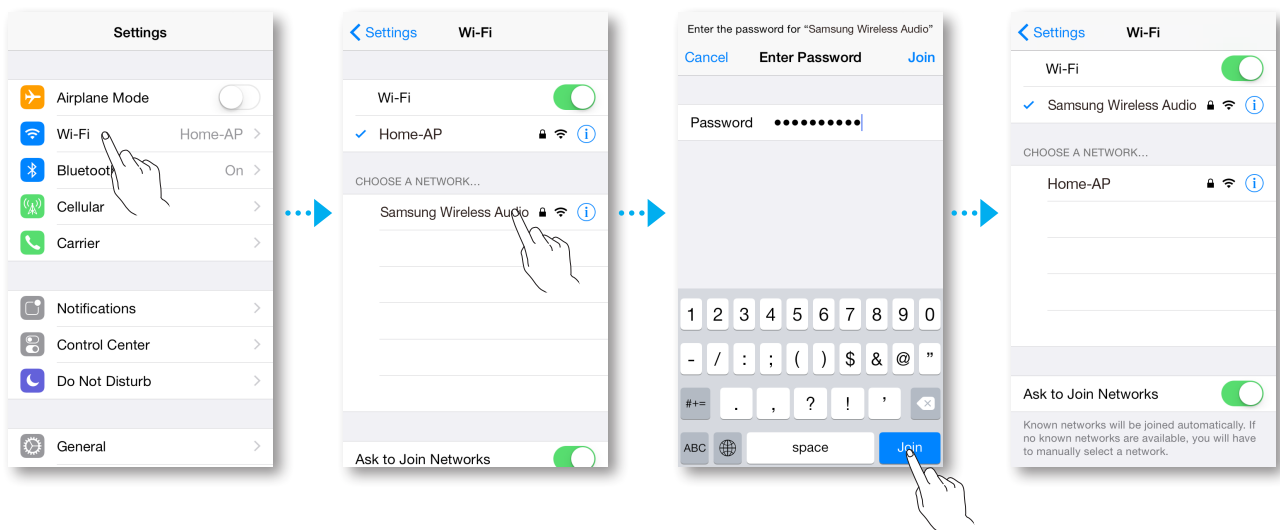 Settings
Airplane Mode
Wi-Fi Home-AP
Bluetooth On
Cellular
Carrier
Notifications
Control Center
Do Not Disturb
General
Settings Wi-Fi
Wi-Fi
Home-AP
CHOOSE A NETWORK...
Samsung Wireless Audio
Ask to Join Networks
Enter the password for “Samsung Wireless Audio”
Cancel Enter Password Join
Password ••••••••••
1 2 3 4 5 6 7 8 9 0
- / : ; ( ) $ & @ ”
#+= . , ? ! ’
ABC space Join
Settings Wi-Fi
Wi-Fi
Samsung Wireless Audio
CHOOSE A NETWORK...
Home-AP
Ask to Join Networks
Known networks will be joined automatically. If
no known networks are available, you will have
to manually select a network.